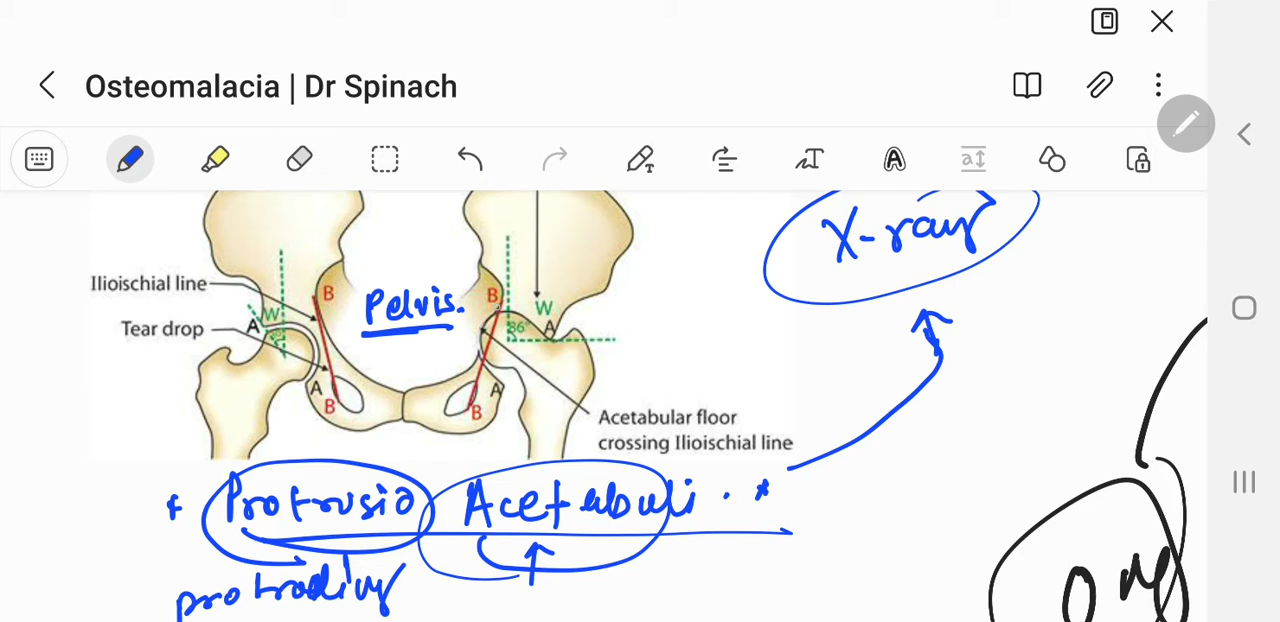 Osteomalacia | Dr Spinach
X-ray
Ilioischial line
B
Pelvis.
B
W
W
Tear drop
A
36°
A
A
A
B
B
Acetabular floor
crossing Ilioischial line
* Protrusio Acetabuli. *
protruding